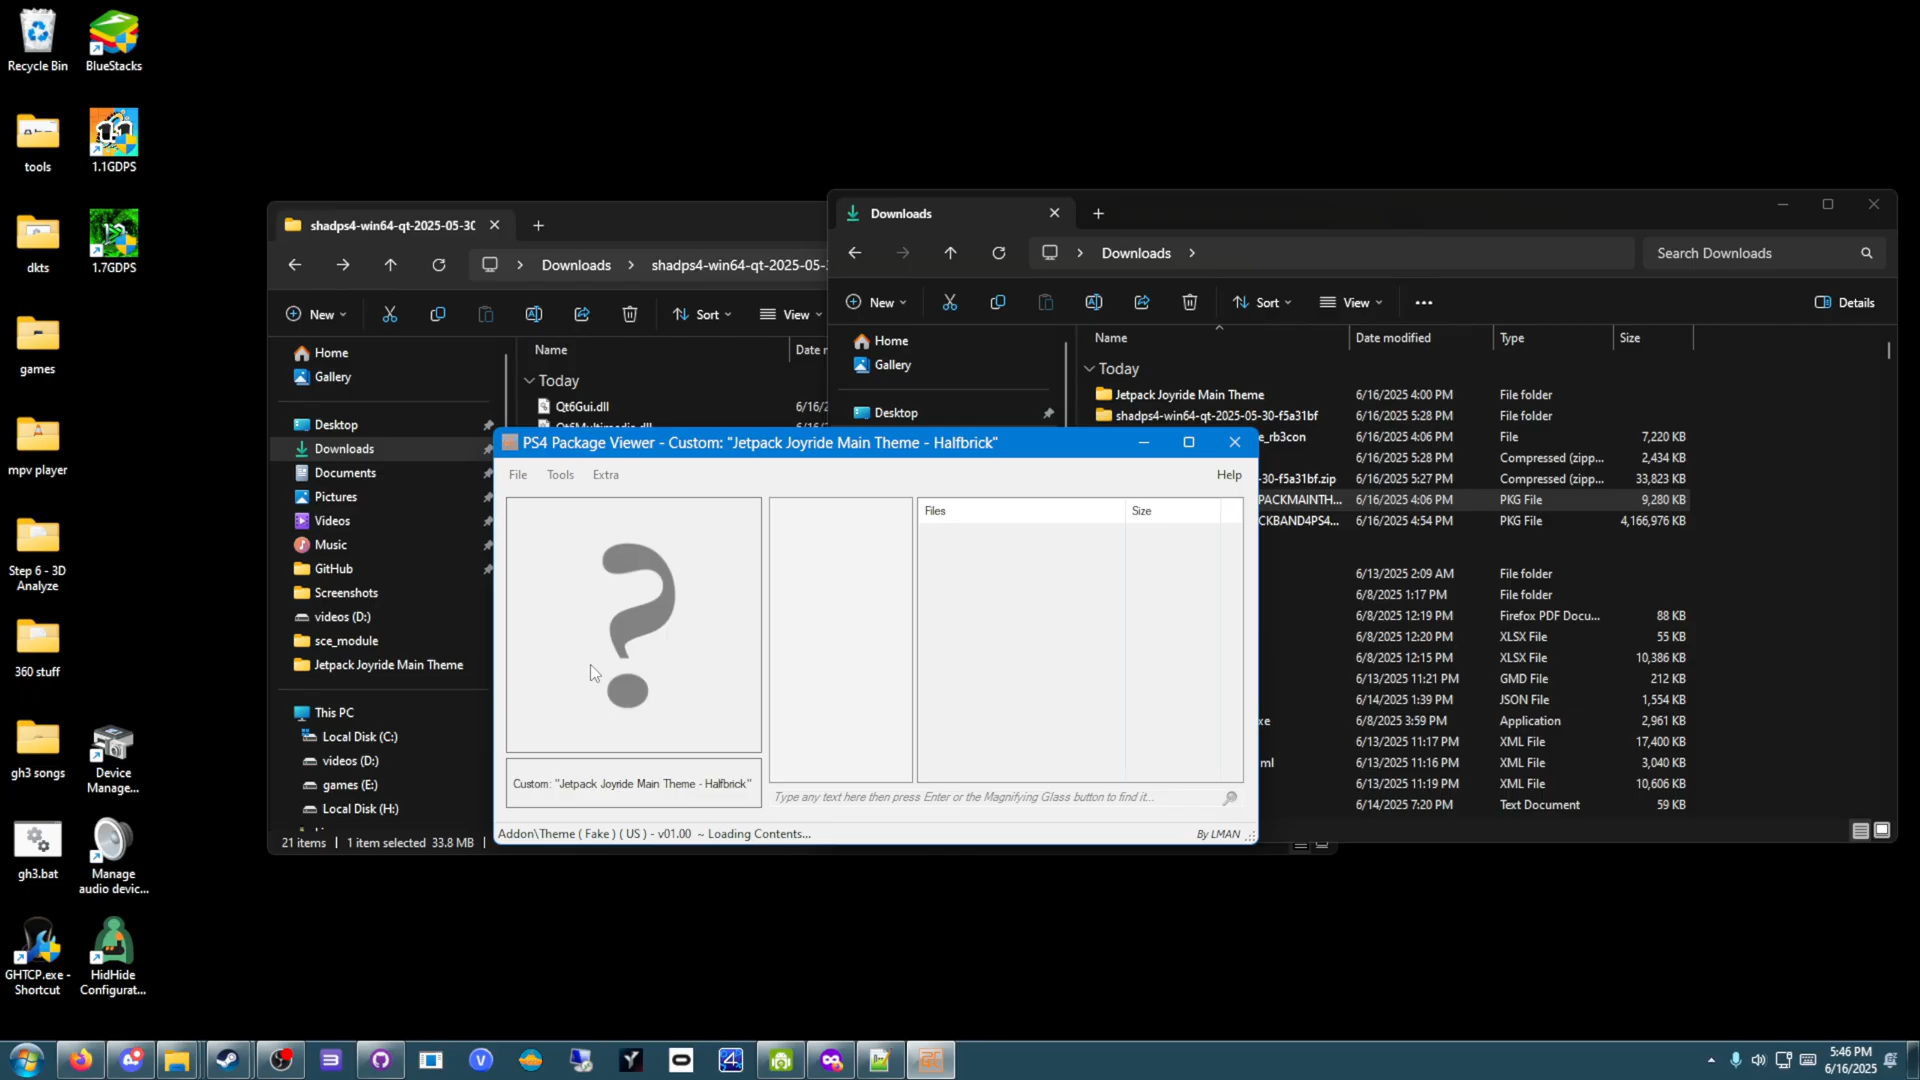 Recycle Bin
BlueStacks
tools
1.1GDPS
dkts
1.7GDPS
games
mpv player
Step 6 - 3D
Analyze
360 stuff
gh3 songs
Device
Manage...
gh3.bat
Manage
audio devic...
GHTCP.exe -
Shortcut
HidHide
Configurat...
shadps4-win64-qt-2025-05-30
Downloads
shadps4-win64-qt-2025-05-
New
Sort
View
Home
Gallery
Desktop
Downloads
Documents
Pictures
Videos
Music
GitHub
Screenshots
videos (D:)
sce_module
Jetpack Joyride Main Theme
This PC
Local Disk (C:)
videos (D:)
games (E:)
Local Disk (H:)
Name
Today
Qt6Gui.dll
6/16/2
21 items
1 item selected 33.8 MB
Downloads
Downloads
Search Downloads
New
Sort
View
Details
Home
Gallery
Desktop
Name Date modified Type Size
Today
Jetpack Joyride Main Theme 6/16/2025 4:00 PM File folder
shadps4-win64-qt-2025-05-30-f5a31bf 6/16/2025 5:28 PM File folder
e_rb3con 6/16/2025 4:06 PM File 7,220 KB
6/16/2025 5:28 PM Compressed (zipp... 2,434 KB
-30-f5a31bf.zip 6/16/2025 5:27 PM Compressed (zipp... 33,823 KB
PACKMAINTH... 6/16/2025 4:06 PM PKG File 9,280 KB
CKBAND4PS4... 6/16/2025 4:54 PM PKG File 4,166,976 KB
6/13/2025 2:09 AM File folder
6/8/2025 1:17 PM File folder
6/8/2025 12:19 PM Firefox PDF Docu... 88 KB
6/8/2025 12:20 PM XLSX File 55 KB
6/8/2025 12:15 PM XLSX File 10,386 KB
6/13/2025 11:21 PM GMD File 212 KB
6/14/2025 1:39 PM JSON File 1,554 KB
xe 6/8/2025 3:59 PM Application 2,961 KB
6/13/2025 11:17 PM XML File 17,400 KB
ml 6/13/2025 11:16 PM XML File 3,040 KB
6/13/2025 11:19 PM XML File 10,606 KB
6/14/2025 7:20 PM Text Document 59 KB
PS4 Package Viewer - Custom: "Jetpack Joyride Main Theme - Halfbrick"
File Tools Extra Help
Files Size
Custom: "Jetpack Joyride Main Theme - Halfbrick"
Type any text here then press Enter or the Magnifying Glass button to find it...
Addon\Theme ( Fake ) ( US ) - v01.00 ~ Loading Contents...
By LMAN
5:46 PM
6/16/2025